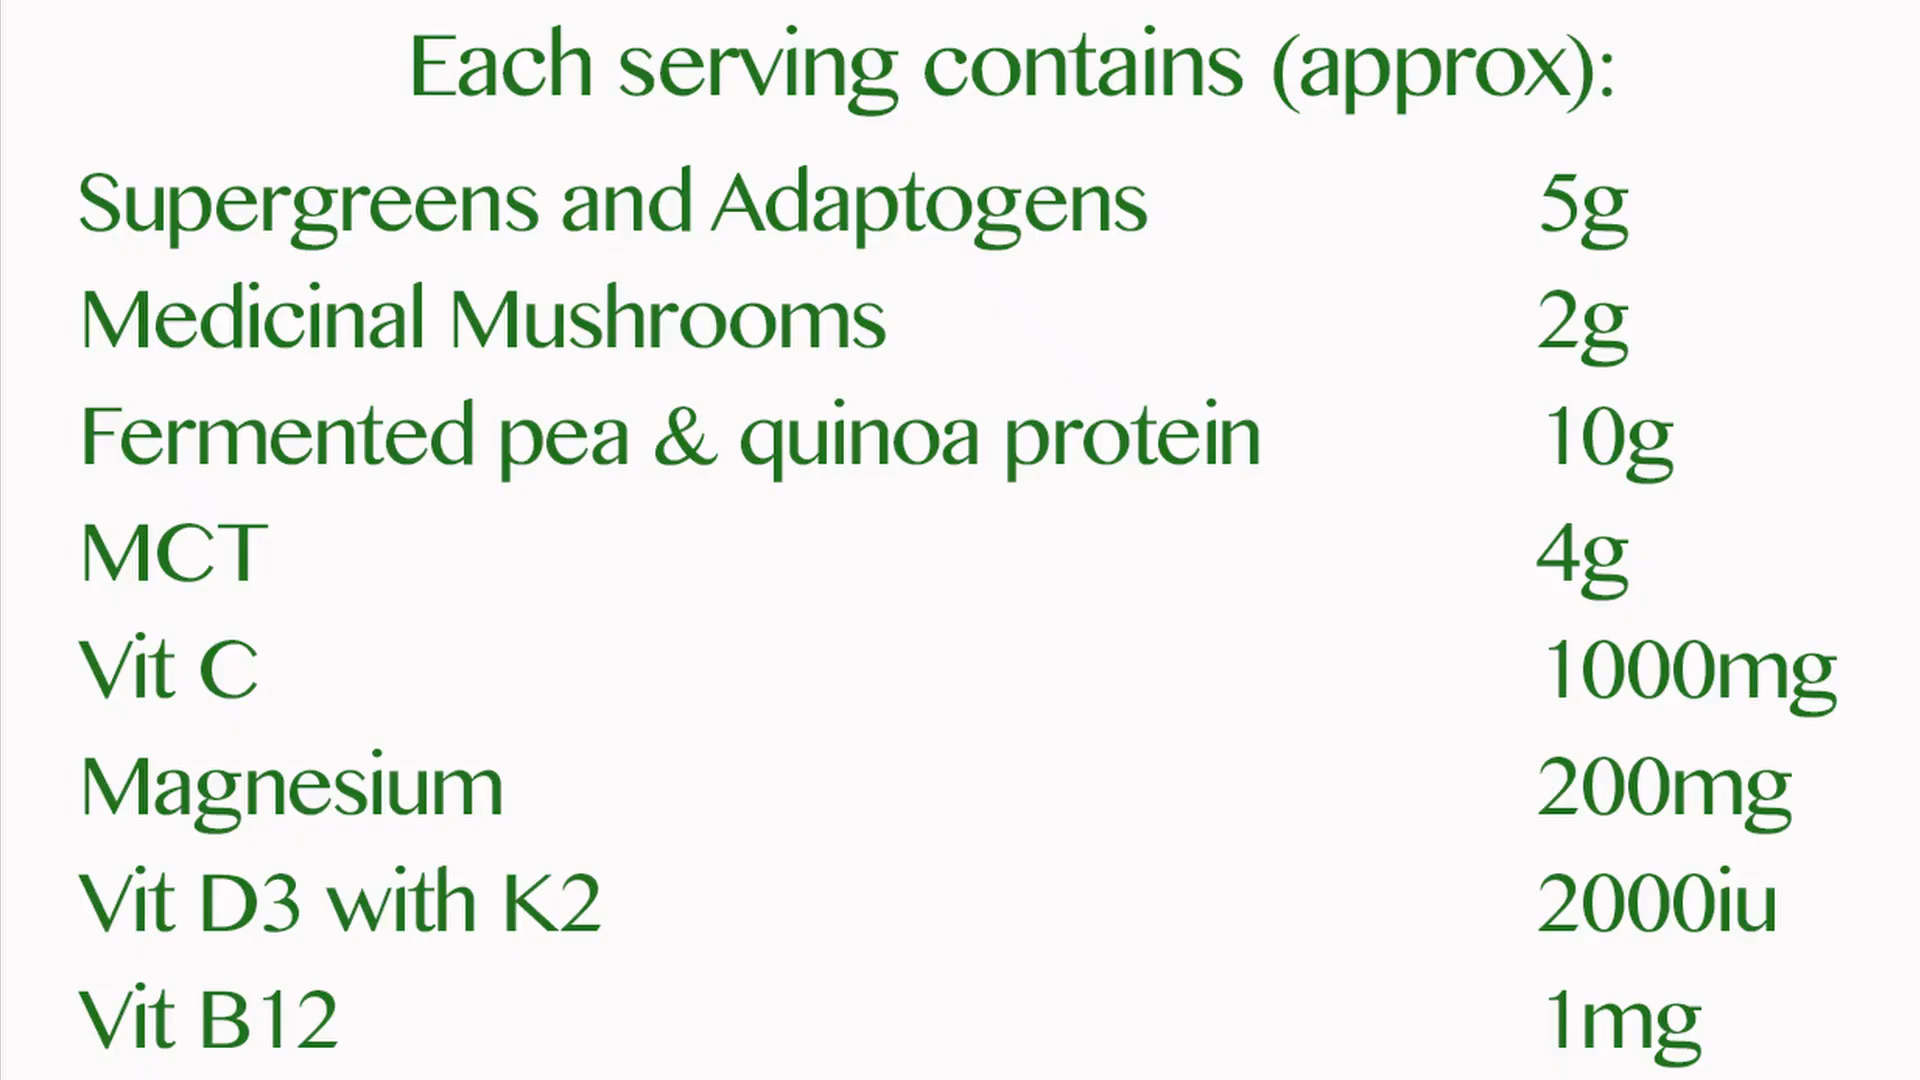 Each serving contains (approx):
Supergreens and Adaptogens 5g
Medicinal Mushrooms 2g
Fermented pea & quinoa protein 10g
MCT 4g
Vit C 1000mg
Magnesium 200mg
Vit D3 with K2 2000iu
Vit B12 1mg